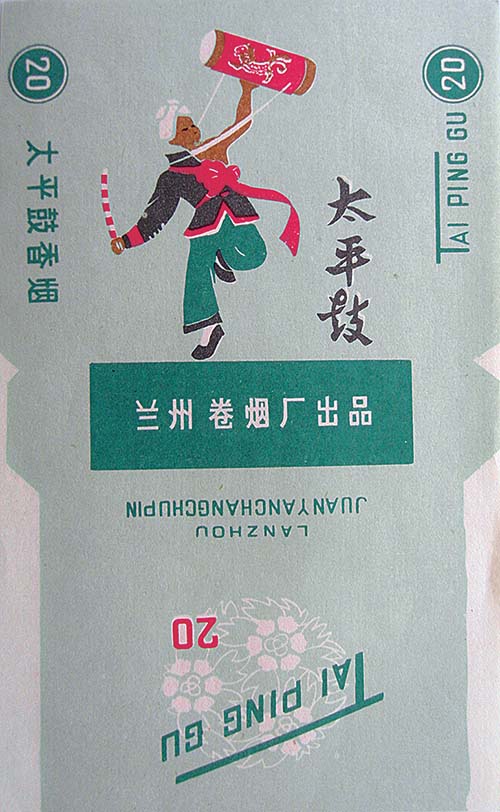 20
太平鼓香烟
太平鼓
TAI PING GU 20
兰州卷烟厂出品
LANZHOU
JUANYANCHANGCHUPIN
20
TAI PING GU